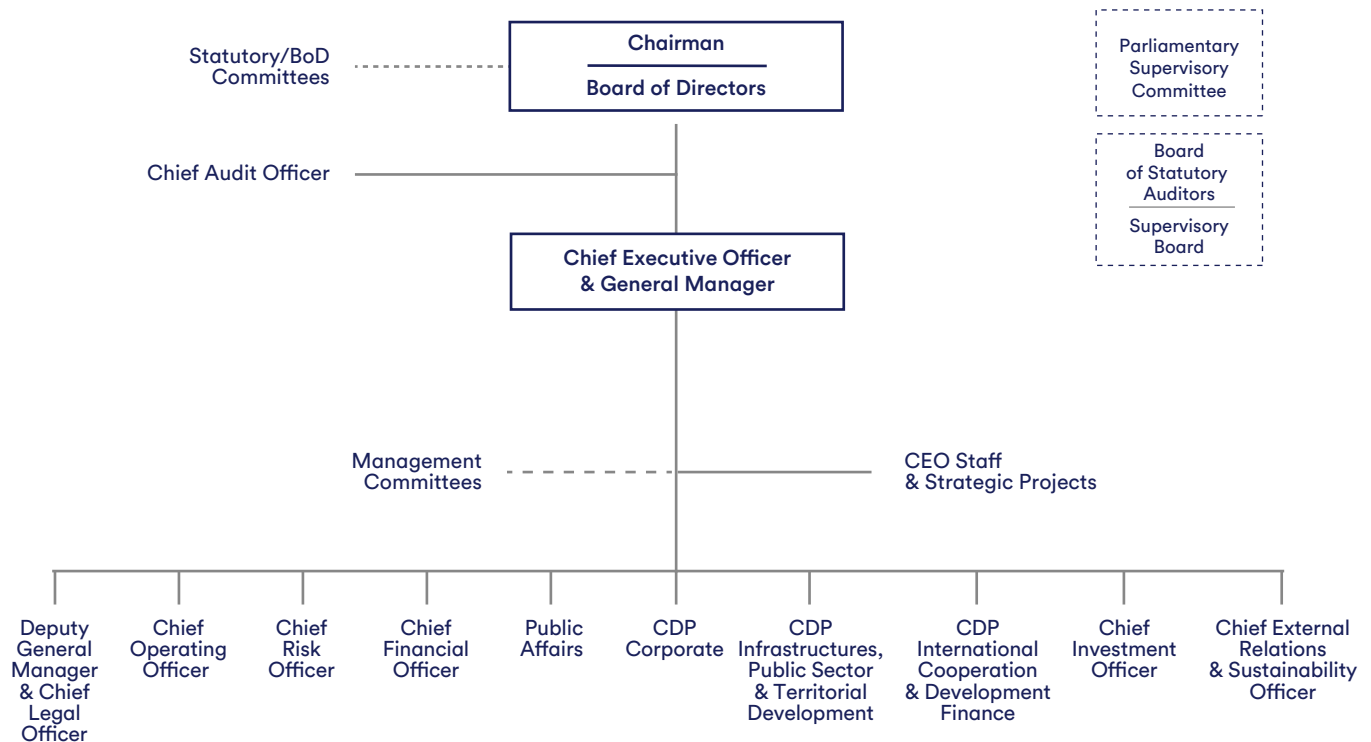 Statutory/BoD
Committees
Chairman
Board of Directors
Parliamentary
Supervisory
Committee
Board
of Statutory
Auditors
Supervisory
Board
Chief Audit Officer
Chief Executive Officer
& General Manager
Management
Committees
CEO Staff
& Strategic Projects
Deputy
General
Manager
& Chief
Legal
Officer
Chief
Operating
Officer
Chief
Risk
Officer
Chief
Financial
Officer
Public
Affairs
CDP
Corporate
CDP
Infrastructures,
Public Sector
& Territorial
Development
CDP
International
Cooperation
& Development
Finance
Chief
Investment
Officer
Chief External
Relations
& Sustainability
Officer